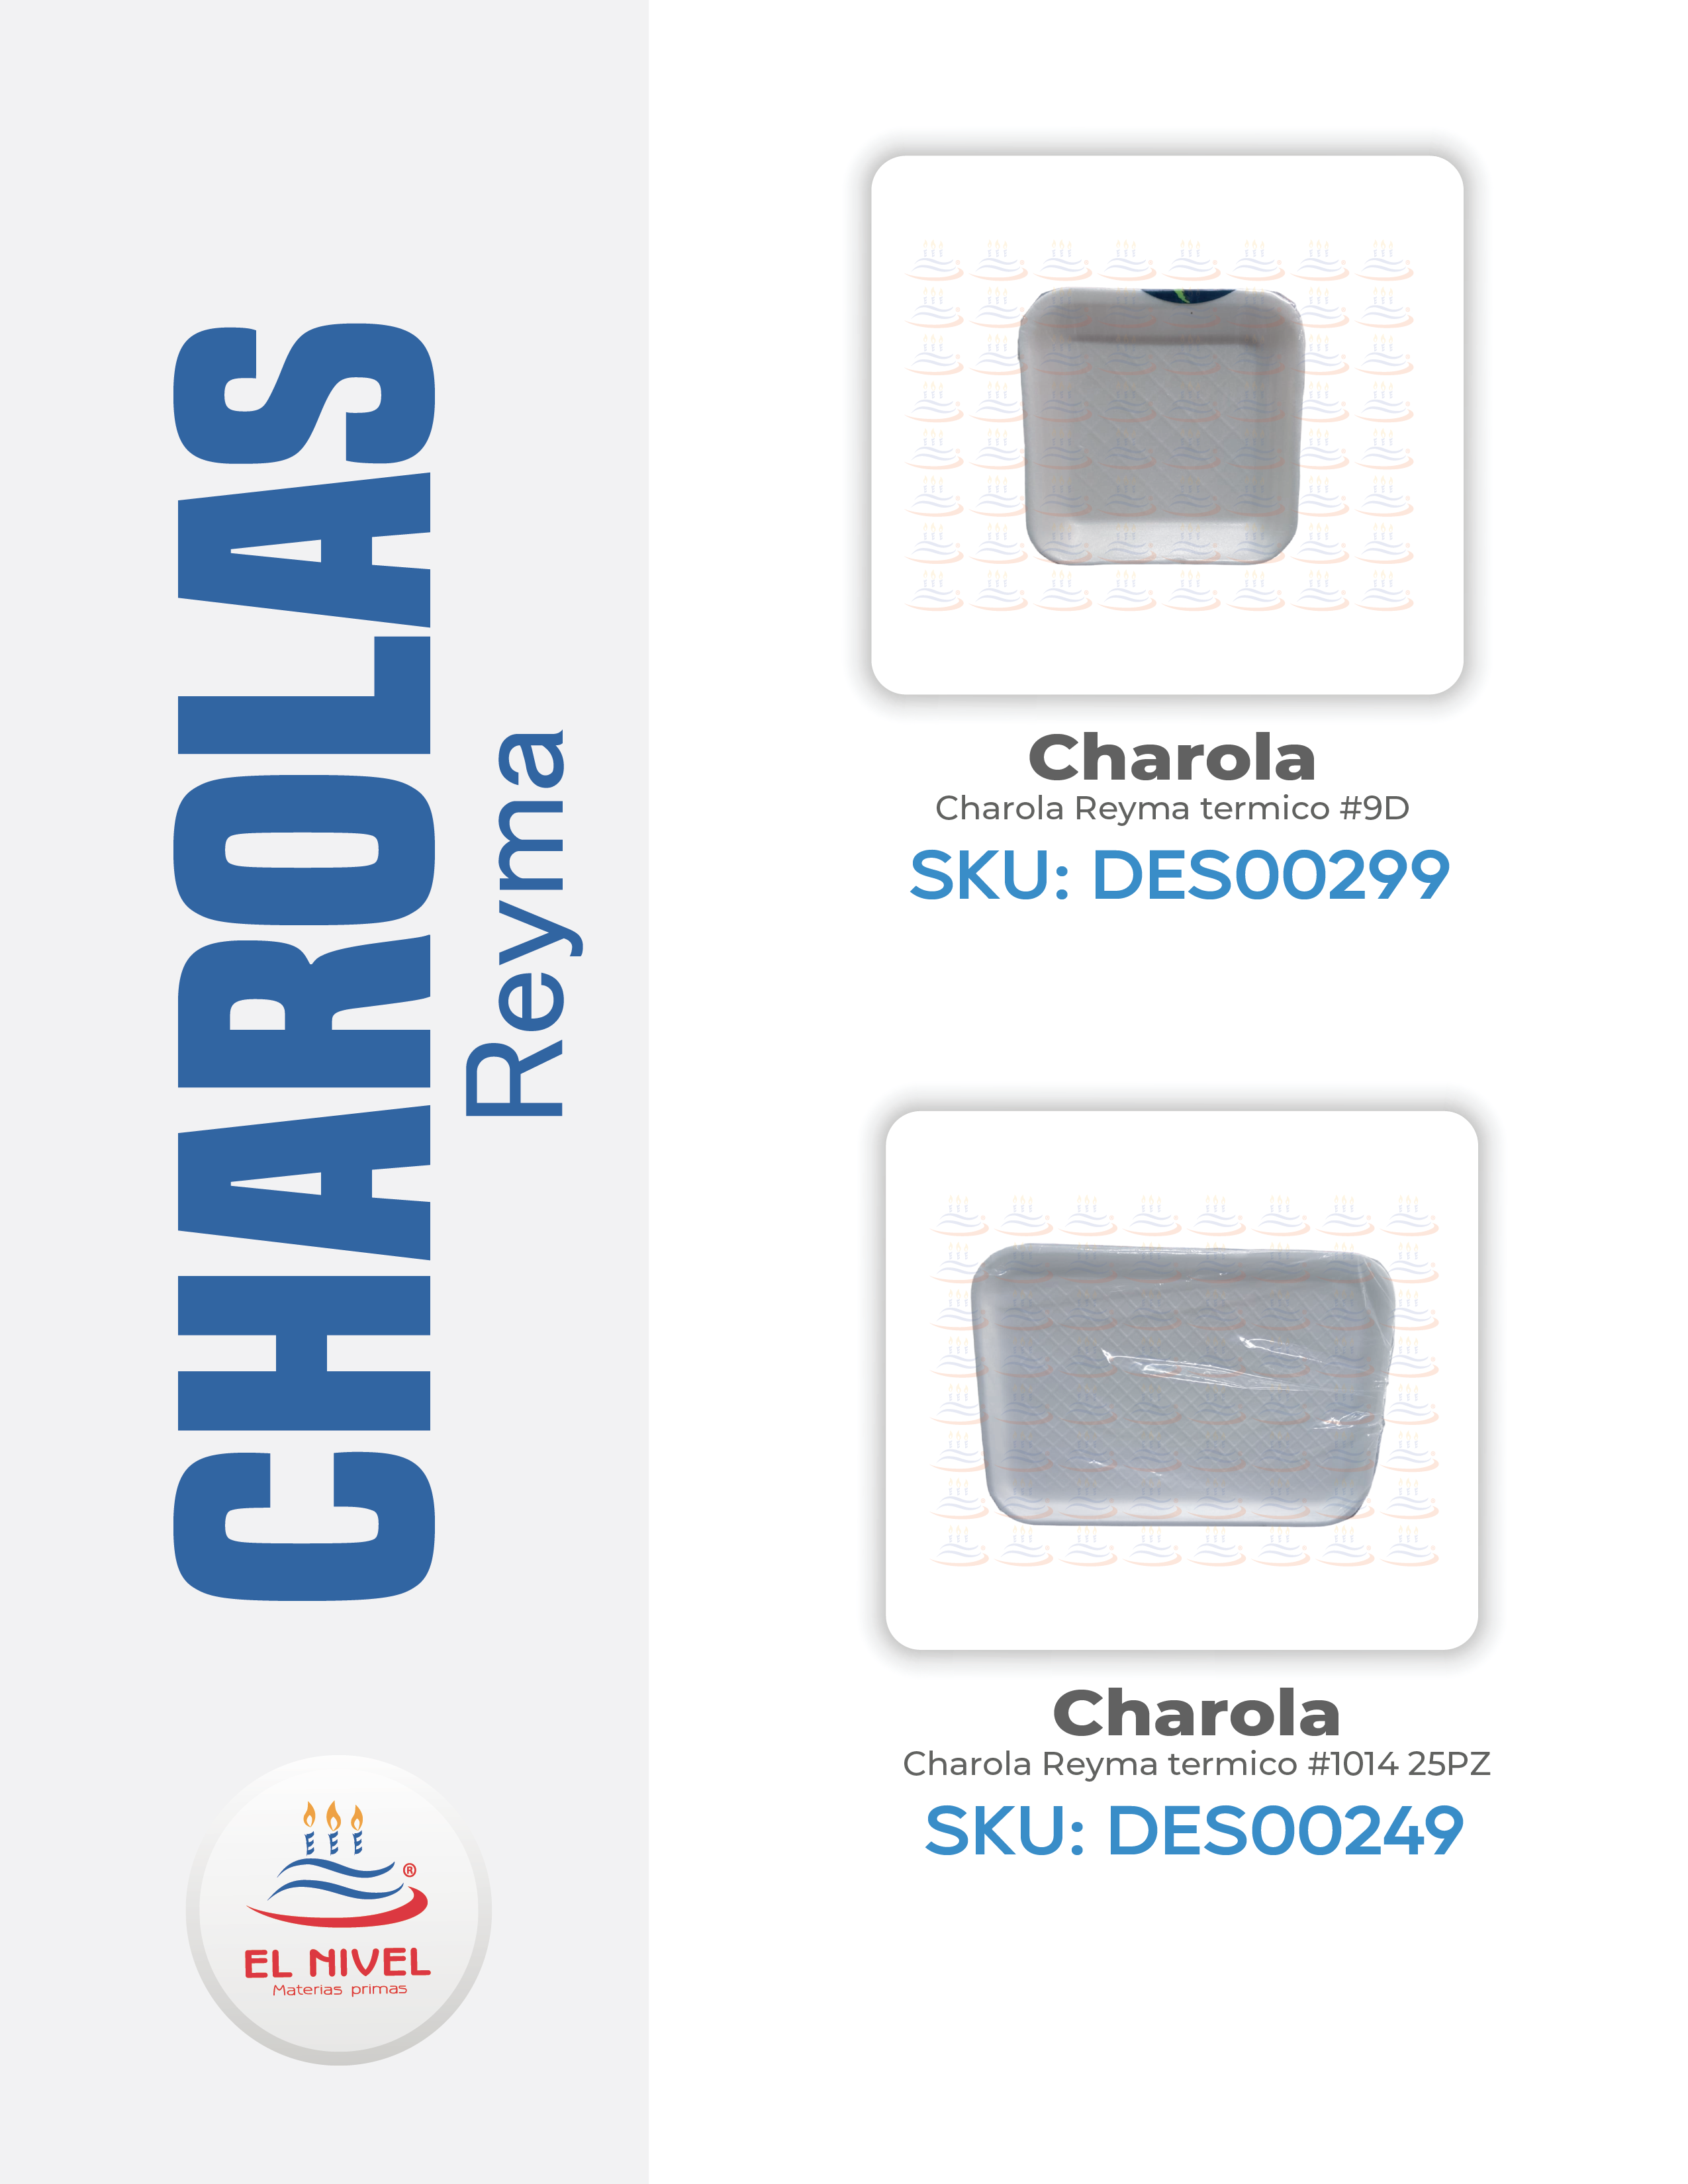 CHAROLAS
Reyma
Charola
Charola Reyma termico #9D
SKU: DES00299
Charola
Charola Reyma termico #1014 25PZ
SKU: DES00249
®
EL NIVEL
Materias primas